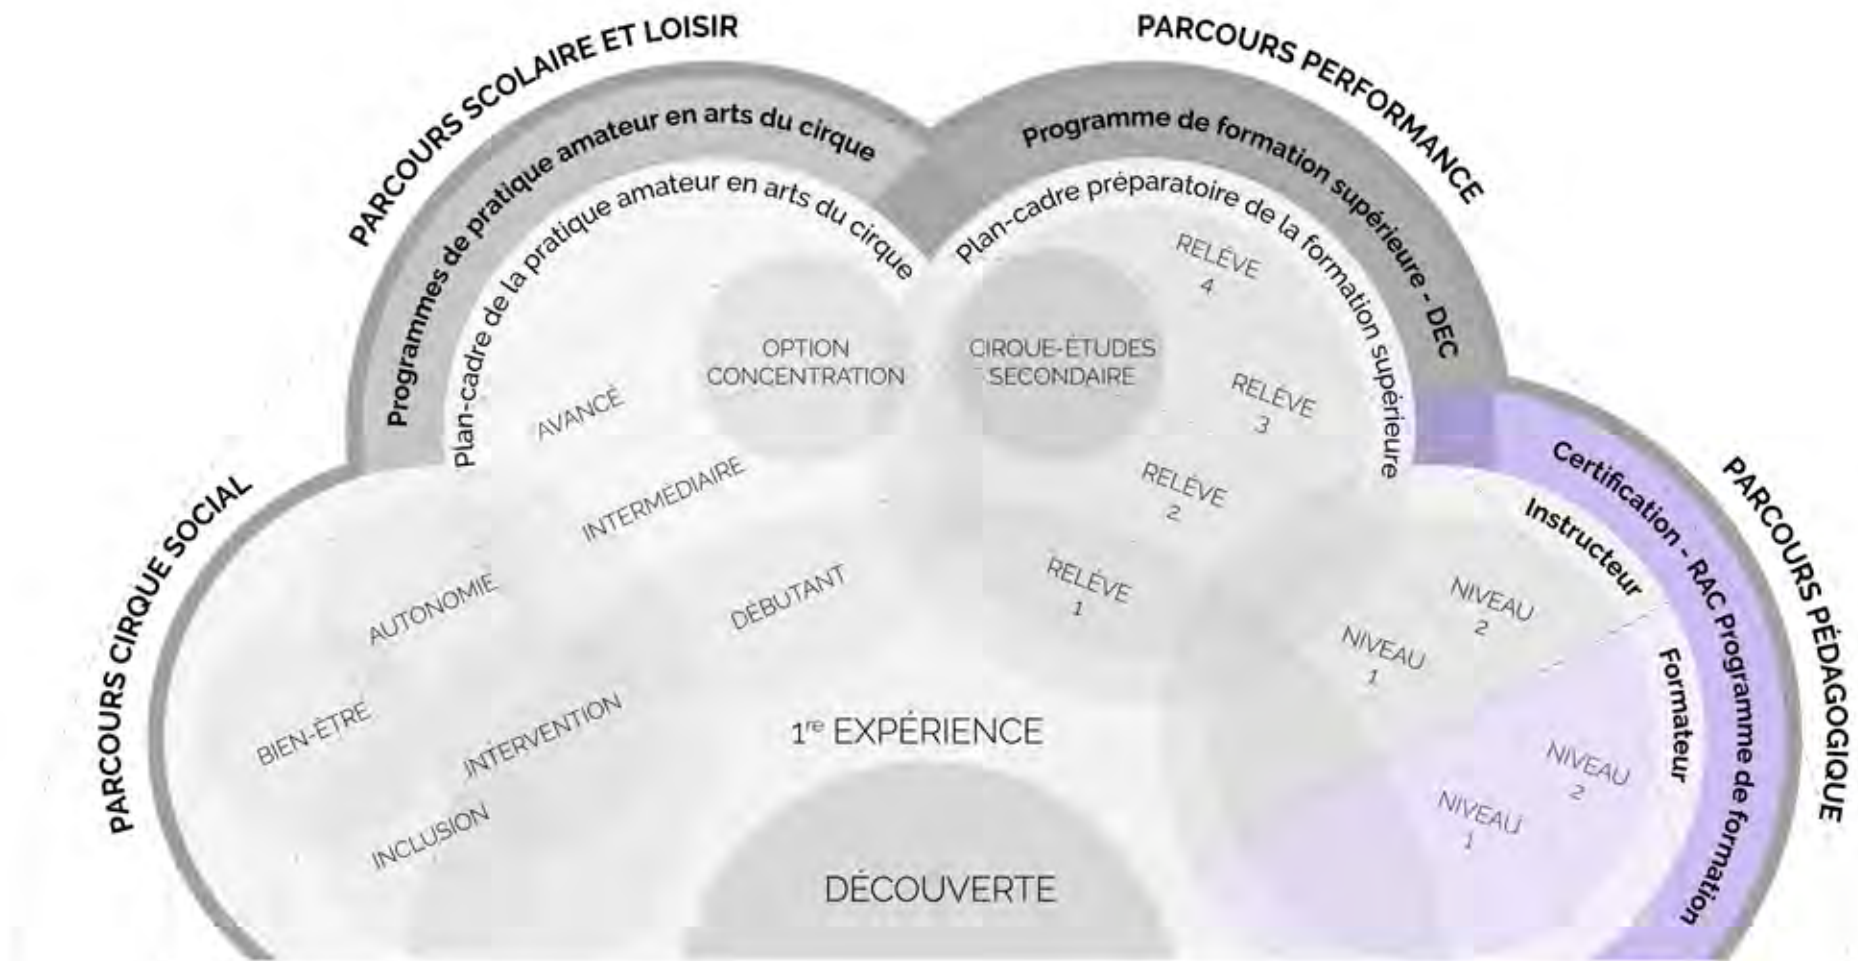 PARCOURS SCOLAIRE ET LOISIR
Programmes de pratique amateur en arts du cirque
Plan-cadre de la pratique amateur en arts du cirque
OPTION
CONCENTRATION
AVANCÉ
INTERMÉDIAIRE
DÉBUTANT
PARCOURS PERFORMANCE
Programme de formation supérieure - DEC
Plan-cadre préparatoire de la formation supérieure
CIRQUE-ÉTUDES
SECONDAIRE
RELÈVE
4
RELÈVE
3
RELÈVE
2
RELÈVE
1
PARCOURS CIRQUE SOCIAL
AUTONOMIE
BIEN-ÊTRE
INTERVENTION
INCLUSION
PARCOURS PÉDAGOGIQUE
Certification - RAC Programme de formation
Instructeur
NIVEAU
2
NIVEAU
1
Formateur
NIVEAU
2
NIVEAU
1
1re EXPÉRIENCE
DÉCOUVERTE